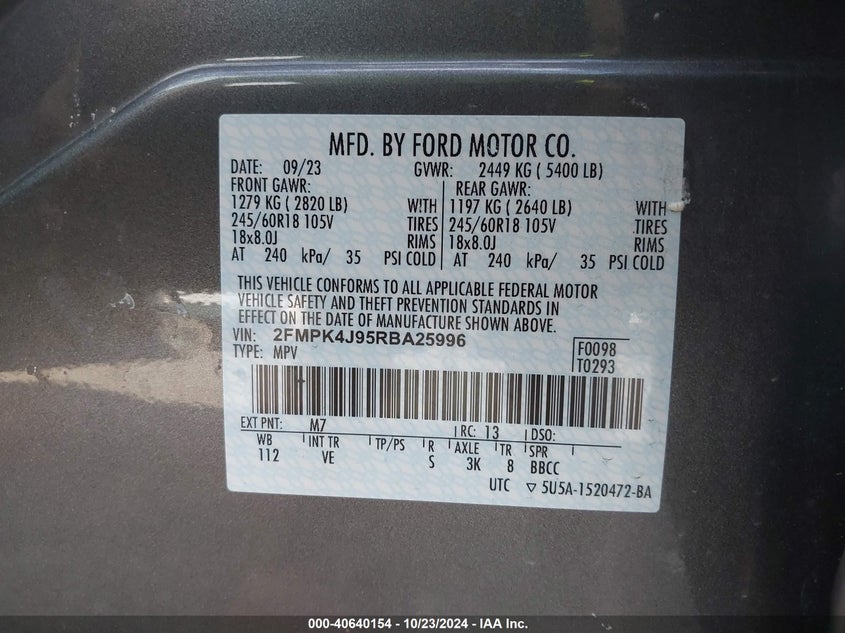 MFD. BY FORD MOTOR CO.
DATE: 09/23 GVWR: 2449 KG ( 5400 LB)
FRONT GAWR: REAR GAWR:
1279 KG ( 2820 LB) WITH 1197 KG ( 2640 LB) WITH
245/60R18 105V TIRES 245/60R18 105V TIRES
18x8.0J RIMS 18x8.0J RIMS
AT 240 kPa/ 35 PSI COLD AT 240 kPa/ 35 PSI COLD
THIS VEHICLE CONFORMS TO ALL APPLICABLE FEDERAL MOTOR
VEHICLE SAFETY AND THEFT PREVENTION STANDARDS IN
EFFECT ON THE DATE OF MANUFACTURE SHOWN ABOVE.
VIN: 2FMPK4J95RBA25996 F0098
TYPE: MPV T0293
EXT PNT: M7 RC: 13 DSO:
WB INT TR TP/PS R AXLE TR SPR
112 VE S 3K 8 BBCC
UTC ▽ 5U5A-1520472-BA
000-40640154 - 10/23/2024 - IAA Inc.